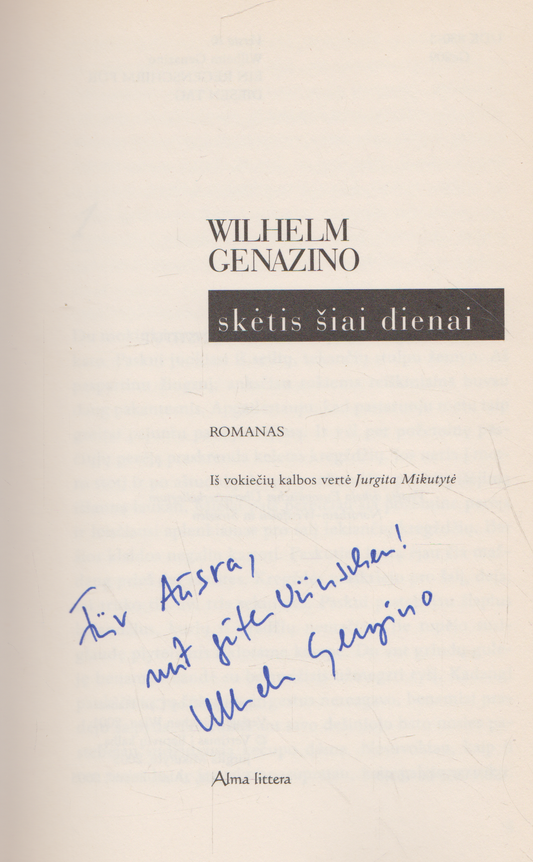 WILHELM
GENAZINO
skėtis šiai dienai
ROMANAS
Iš vokiečių kalbos vertė Jurgita Mikutytė
Für Aušra,
mit guten Wünschen!
Wilhelm Genazino
Alma littera